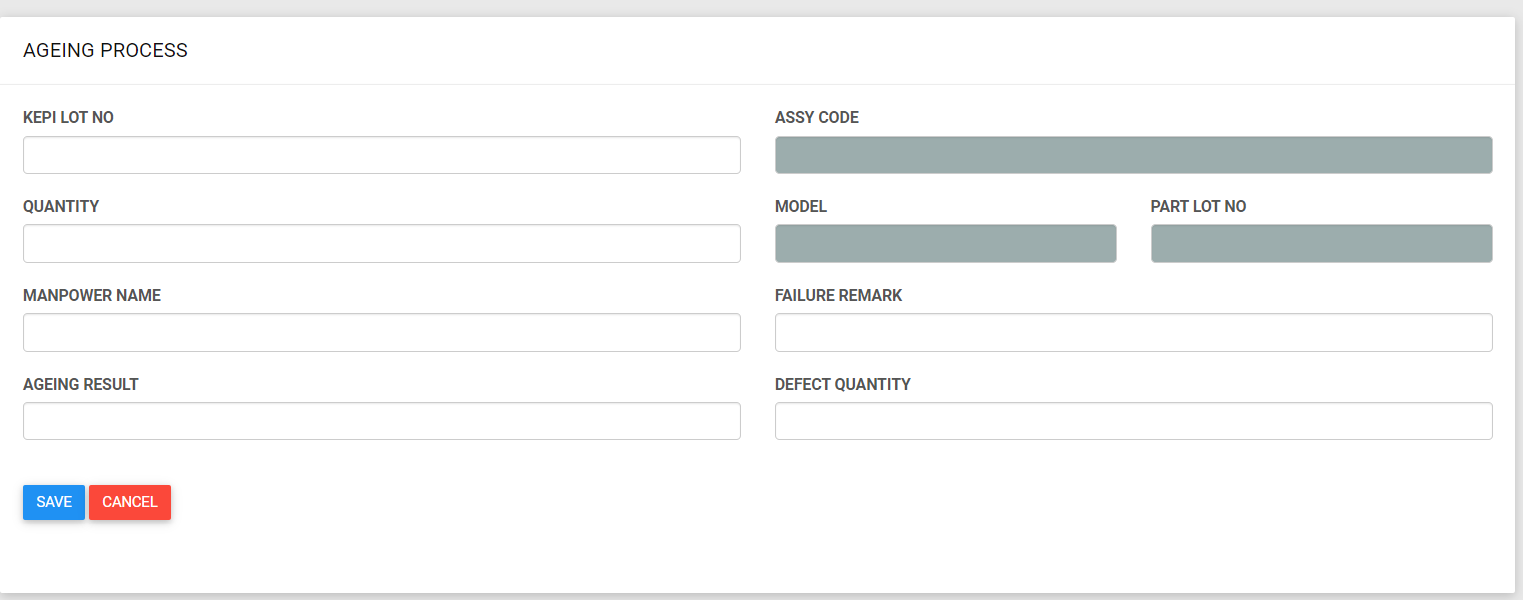 AGEING PROCESS
KEPI LOT NO
ASSY CODE
QUANTITY
MODEL
PART LOT NO
MANPOWER NAME
FAILURE REMARK
AGEING RESULT
DEFECT QUANTITY
SAVE CANCEL